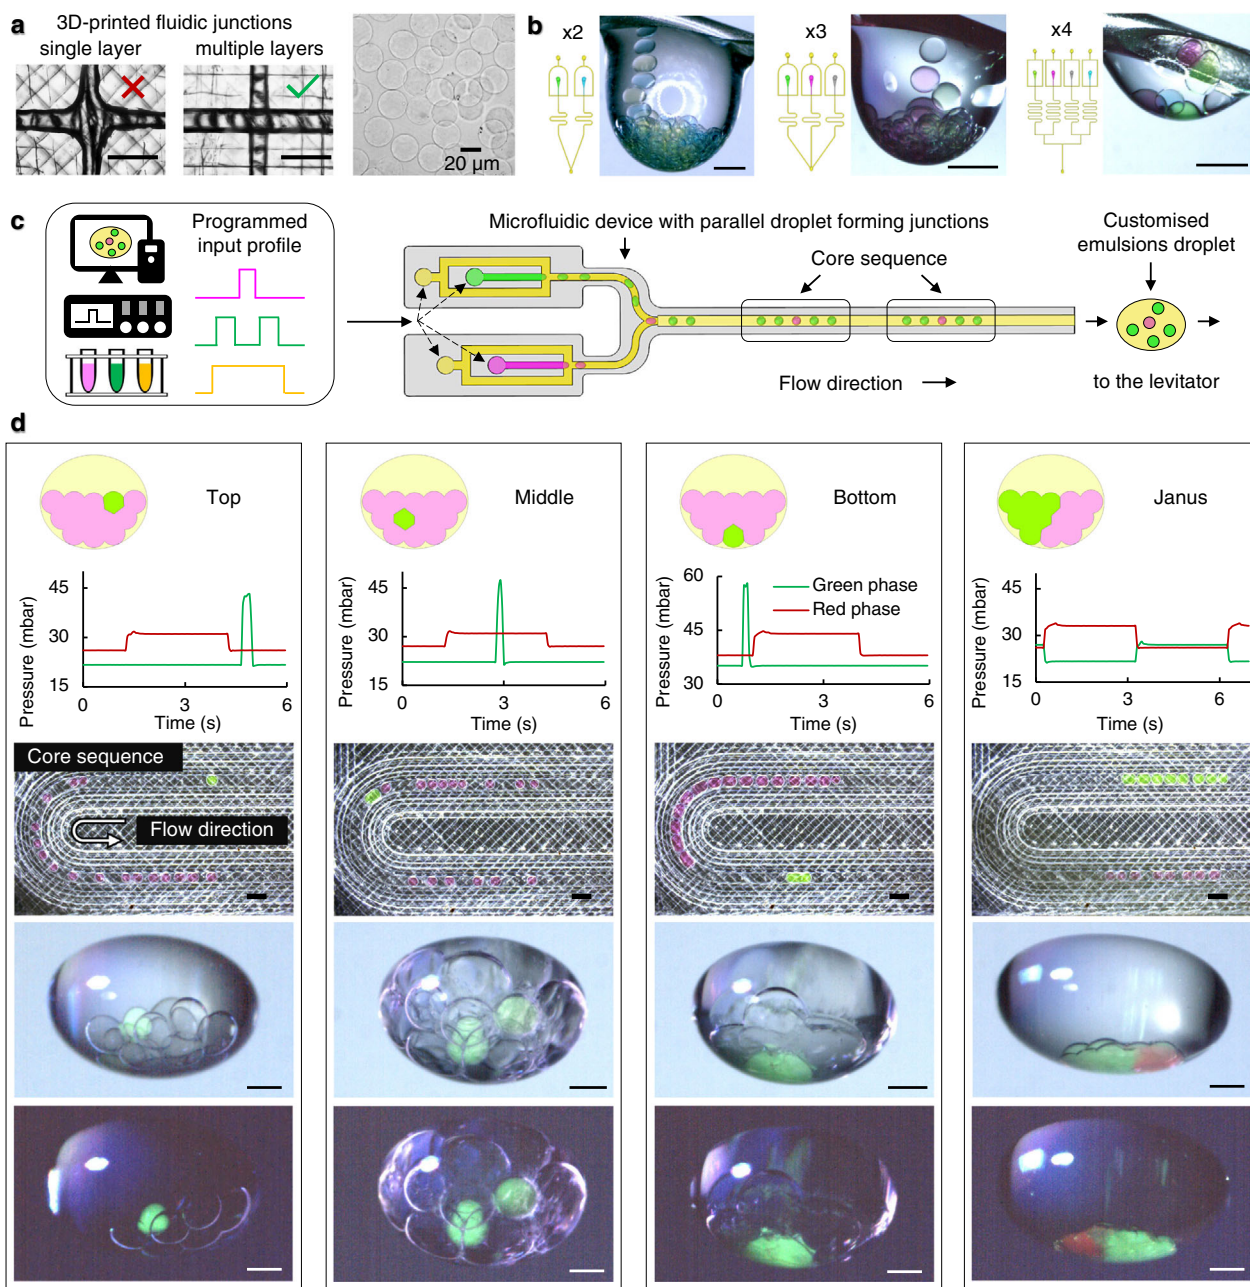 a
3D-printed fluidic junctions
single layer
multiple layers
20 µm
b
x2
x3
x4
c
Programmed
input profile
Microfluidic device with parallel droplet forming junctions
Core sequence
Flow direction
Customised
emulsions droplet
to the levitator
d
Top
Pressure (mbar)
45
30
15
0
3
6
Time (s)
Core sequence
Flow direction
Middle
Pressure (mbar)
45
30
15
0
3
6
Time (s)
Bottom
Pressure (mbar)
60
45
30
Green phase
Red phase
0
3
6
Time (s)
Janus
Pressure (mbar)
45
30
15
0
3
6
Time (s)